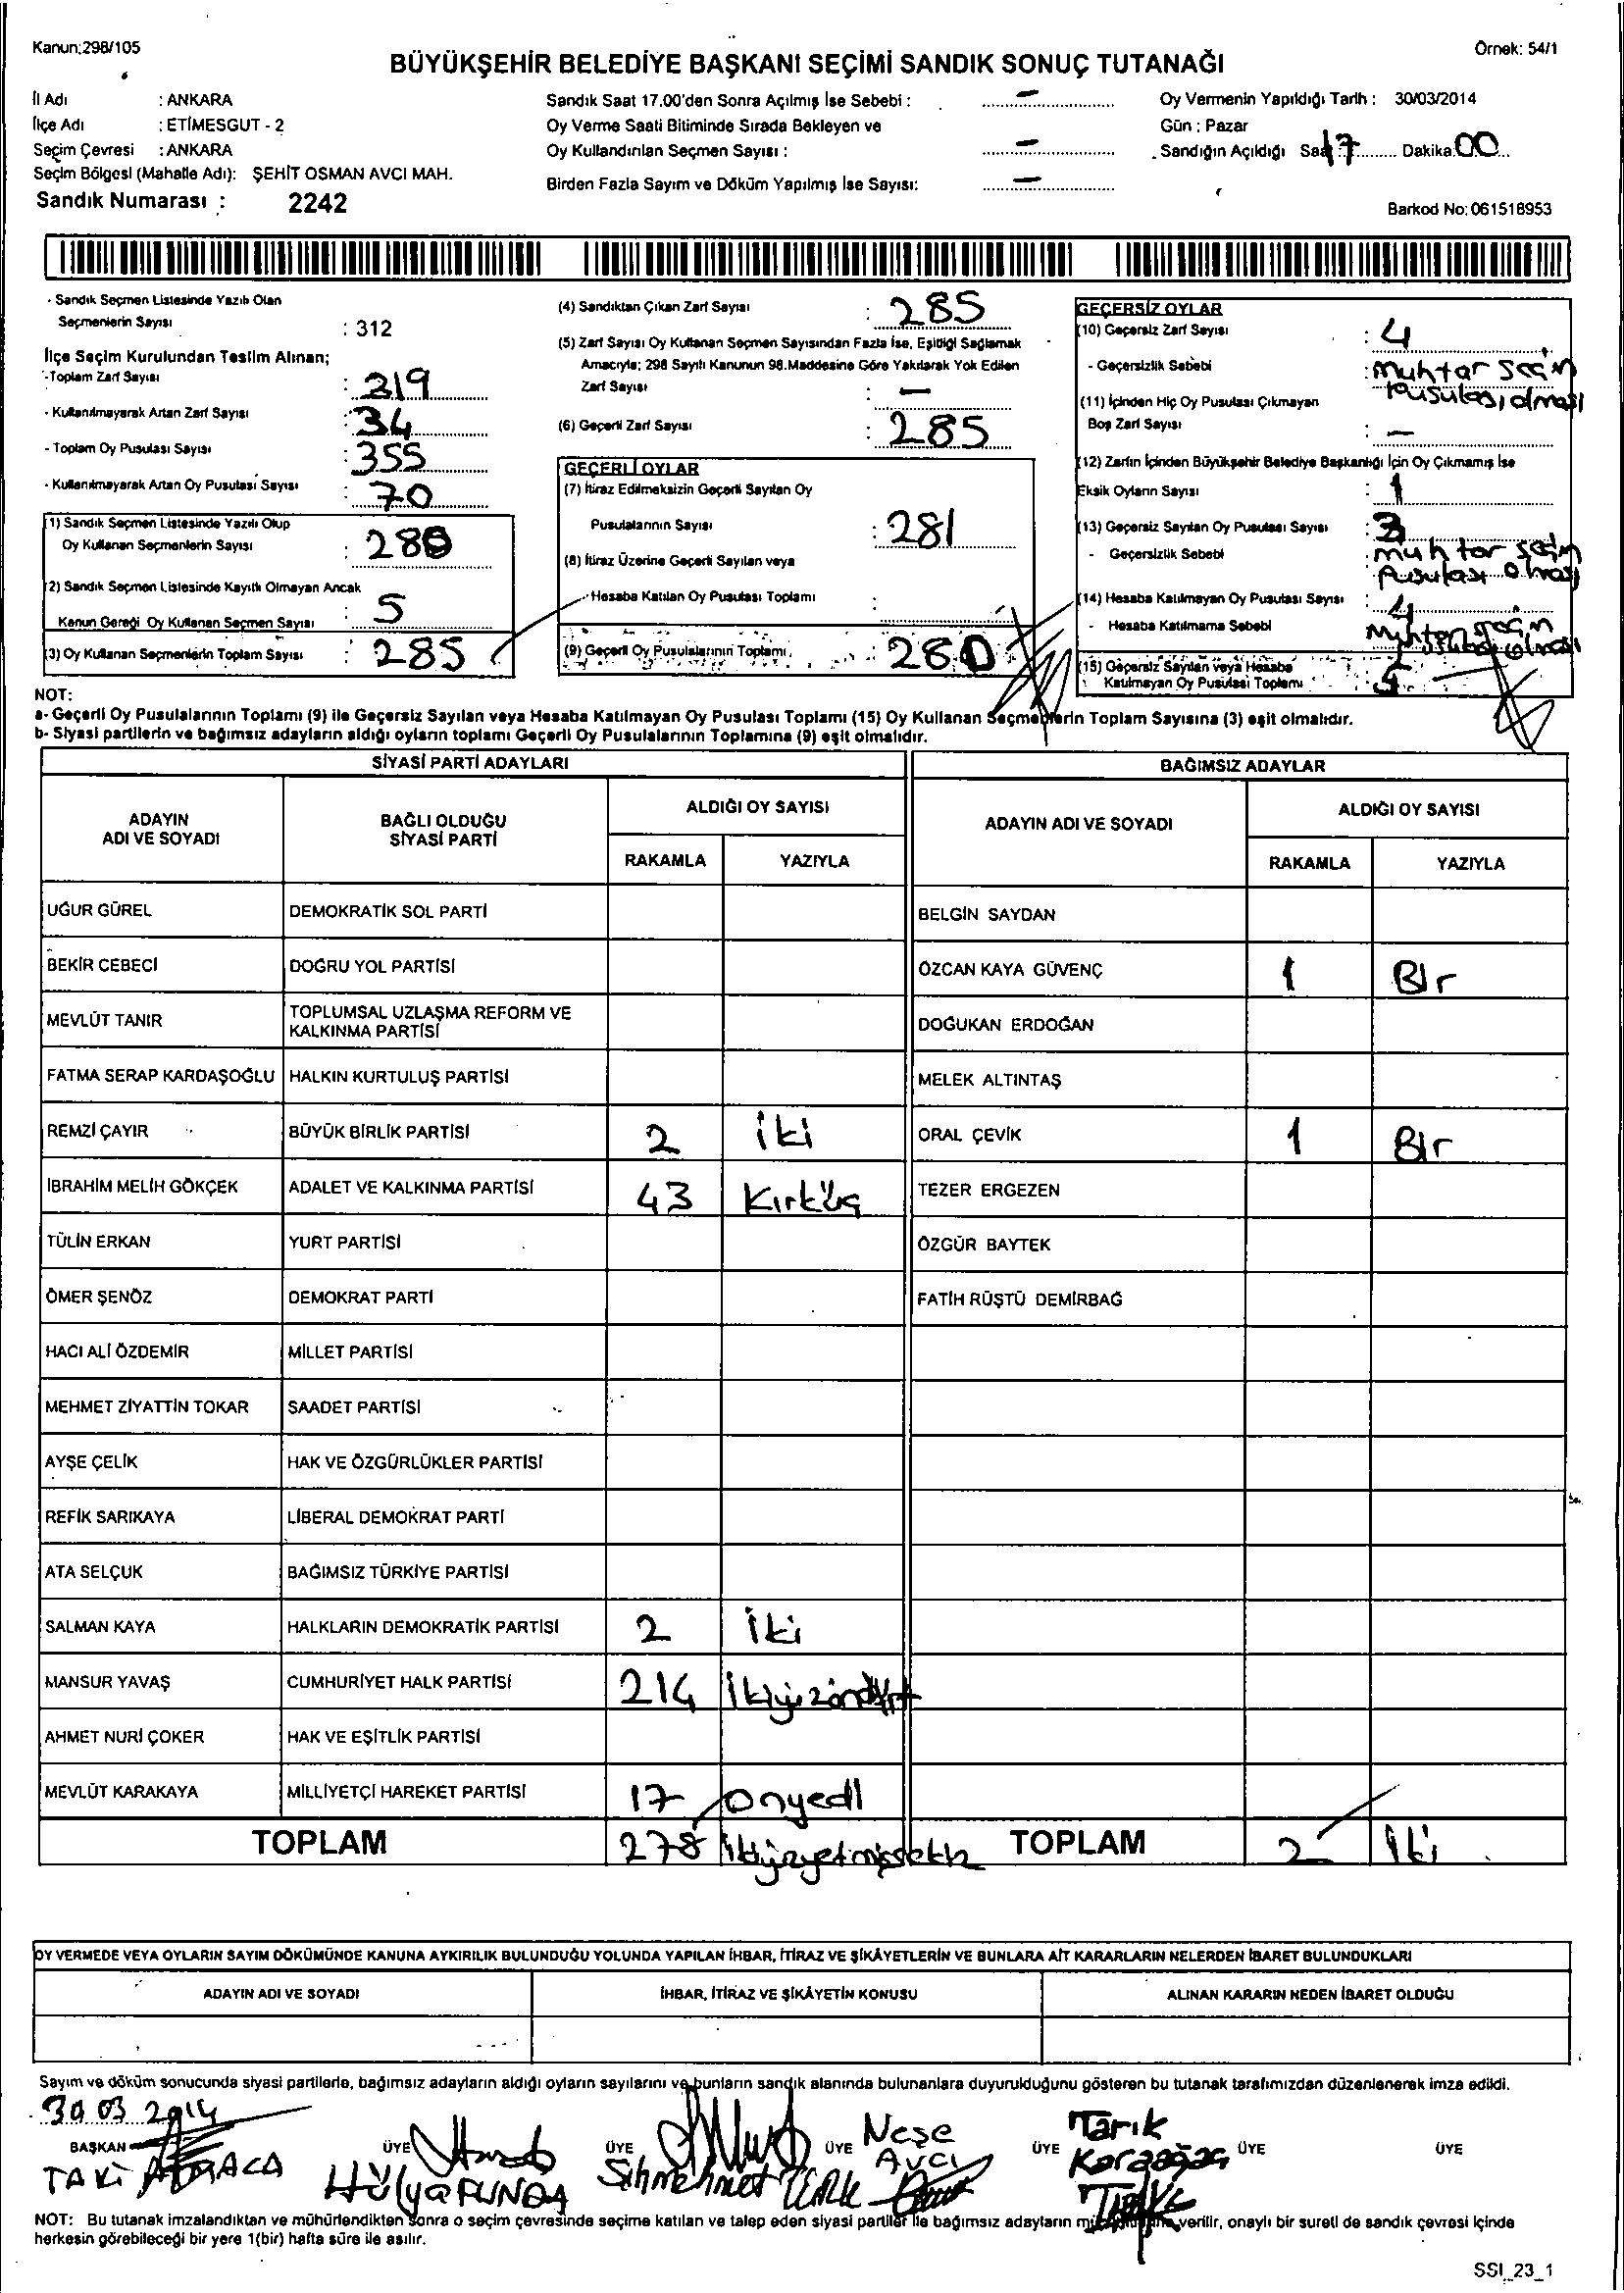 Kanun:298/105
Örnek: 54/1
BÜYÜKŞEHİR BELEDİYE BAŞKANI SEÇİMİ SANDIK SONUÇ TUTANAĞI
İl Adı : ANKARA
İlçe Adı : ETİMESGUT - 2
Seçim Çevresi : ANKARA
Seçim Bölgesi (Mahalle Adı): ŞEHİT OSMAN AVCI MAH.
Sandık Numarası : 2242
Sandık Saat 17.00'den Sonra Açılmış İse Sebebi : –
Oy Verme Saati Bitiminde Sırada Bekleyen ve
Oy Kullandırılan Seçmen Sayısı : –
Birden Fazla Sayım ve Döküm Yapılmış İse Sayısı: –
Oy Vermenin Yapıldığı Tarih : 30/03/2014
Gün : Pazar
Sandığın Açıldığı Saat : 17 Dakika: 00
Barkod No: 061518953
- Sandık Seçmen Listesinde Yazılı Olan
Seçmenlerin Sayısı : 312
İlçe Seçim Kurulundan Teslim Alınan;
-Toplam Zarf Sayısı : 319
- Kullanılmayarak Artan Zarf Sayısı : 34
- Toplam Oy Pusulası Sayısı : 355
- Kullanılmayarak Artan Oy Pusulası Sayısı : 70
(1) Sandık Seçmen Listesinde Yazılı Olup
Oy Kullanan Seçmenlerin Sayısı : 280
(2) Sandık Seçmen Listesinde Kayıtlı Olmayan Ancak
Kanun Gereği Oy Kullanan Seçmen Sayısı : 5
(3) Oy Kullanan Seçmenlerin Toplam Sayısı : 285
(4) Sandıktan Çıkan Zarf Sayısı : 285
(5) Zarf Sayısı Oy Kullanan Seçmen Sayısından Fazla İse, Eşitliği Sağlamak
Amacıyla; 298 Sayılı Kanunun 98.Maddesine Göre Yakılarak Yok Edilen
Zarf Sayısı : –
(6) Geçerli Zarf Sayısı : 285
GEÇERLİ OYLAR
(7) İtiraz Edilmeksizin Geçerli Sayılan Oy
Pusulalarının Sayısı : 281
(8) İtiraz Üzerine Geçerli Sayılan veya
Hesaba Katılan Oy Pusulası Toplamı :
(9) Geçerli Oy Pusulalarının Toplamı : 280
GEÇERSİZ OYLAR
(10) Geçersiz Zarf Sayısı : 4
- Geçersizlik Sebebi : muhtar seçim
pusulası olması
(11) İçinden Hiç Oy Pusulası Çıkmayan
Boş Zarf Sayısı : –
(12) Zarfın İçinden Büyükşehir Belediye Başkanlığı İçin Oy Çıkmamış İse
Eksik Oyların Sayısı : 1
(13) Geçersiz Sayılan Oy Pusulası Sayısı :
- Geçersizlik Sebebi : muhtar seçim
pusulası olması
(14) Hesaba Katılmayan Oy Pusulası Sayısı : 4
- Hesaba Katılmama Sebebi : Muhtar seçim
pusulası olması
(15) Geçersiz Sayılan veya Hesaba
Katılmayan Oy Pusulası Toplamı :
NOT:
a- Geçerli Oy Pusulalarının Toplamı (9) ile Geçersiz Sayılan veya Hesaba Katılmayan Oy Pusulası Toplamı (15) Oy Kullanan Seçmenlerin Toplam Sayısına (3) eşit olmalıdır.
b- Siyasi partilerin ve bağımsız adayların aldığı oyların toplamı Geçerli Oy Pusulalarının Toplamına (9) eşit olmalıdır.
SİYASİ PARTİ ADAYLARI BAĞIMSIZ ADAYLAR
ADAYIN ADI VE SOYADI BAĞLI OLDUĞU SİYASİ PARTİ ALDIĞI OY SAYISI ADAYIN ADI VE SOYADI ALDIĞI OY SAYISI
RAKAMLA YAZIYLA RAKAMLA YAZIYLA
UĞUR GÜREL DEMOKRATİK SOL PARTİ BELGİN SAYDAN
BEKİR CEBECİ DOĞRU YOL PARTİSİ ÖZCAN KAYA GÜVENÇ 1 Bir
MEVLÜT TANIR TOPLUMSAL UZLAŞMA REFORM VE KALKINMA PARTİSİ DOĞUKAN ERDOĞAN
FATMA SERAP KARDAŞOĞLU HALKIN KURTULUŞ PARTİSİ MELEK ALTINTAŞ
REMZİ ÇAYIR BÜYÜK BİRLİK PARTİSİ 2 iki ORAL ÇEVİK 1 Bir
İBRAHİM MELİH GÖKÇEK ADALET VE KALKINMA PARTİSİ 43 Kırküç TEZER ERGEZEN
TÜLİN ERKAN YURT PARTİSİ ÖZGÜR BAYTEK
ÖMER ŞENÖZ DEMOKRAT PARTİ FATİH RÜŞTÜ DEMİRBAĞ
HACI ALİ ÖZDEMİR MİLLET PARTİSİ
MEHMET ZİYATTİN TOKAR SAADET PARTİSİ
AYŞE ÇELİK HAK VE ÖZGÜRLÜKLER PARTİSİ
REFİK SARIKAYA LİBERAL DEMOKRAT PARTİ
ATA SELÇUK BAĞIMSIZ TÜRKİYE PARTİSİ
SALMAN KAYA HALKLARIN DEMOKRATİK PARTİSİ 2 iki
MANSUR YAVAŞ CUMHURİYET HALK PARTİSİ 214 ikiyüzondört
AHMET NURİ ÇOKER HAK VE EŞİTLİK PARTİSİ
MEVLÜT KARAKAYA MİLLİYETÇİ HAREKET PARTİSİ 17 onyedi
TOPLAM 278 ikiyüzyetmişsekiz TOPLAM 2 iki
OY VERMEDE VEYA OYLARIN SAYIM DÖKÜMÜNDE KANUNA AYKIRILIK BULUNDUĞU YOLUNDA YAPILAN İHBAR, İTİRAZ VE ŞİKÂYETLERİN VE BUNLARA AİT KARARLARIN NELERDEN İBARET BULUNDUKLARI
ADAYIN ADI VE SOYADI İHBAR, İTİRAZ VE ŞİKÂYETİN KONUSU ALINAN KARARIN NEDEN İBARET OLDUĞU
Sayım ve döküm sonucunda siyasi partilerle, bağımsız adayların aldığı oyların sayılarını ve bunların sandık alanında bulunanlara duyurulduğunu gösteren bu tutanak tarafımızdan düzenlenerek imza edildi.
30 03 2014
BAŞKAN ÜYE ÜYE ÜYE Neşe Avcı ÜYE Tarık Karaağaç ÜYE ÜYE
TAKİ Hülya FUNDA
NOT: Bu tutanak imzalandıktan ve mühürlendikten sonra o seçim çevresinde seçime katılan ve talep eden siyasi partiler ile bağımsız adayların verilir, onaylı bir sureti de sandık çevresi içinde
herkesin görebileceği bir yere 1(bir) hafta süre ile asılır.
SSI_23_1